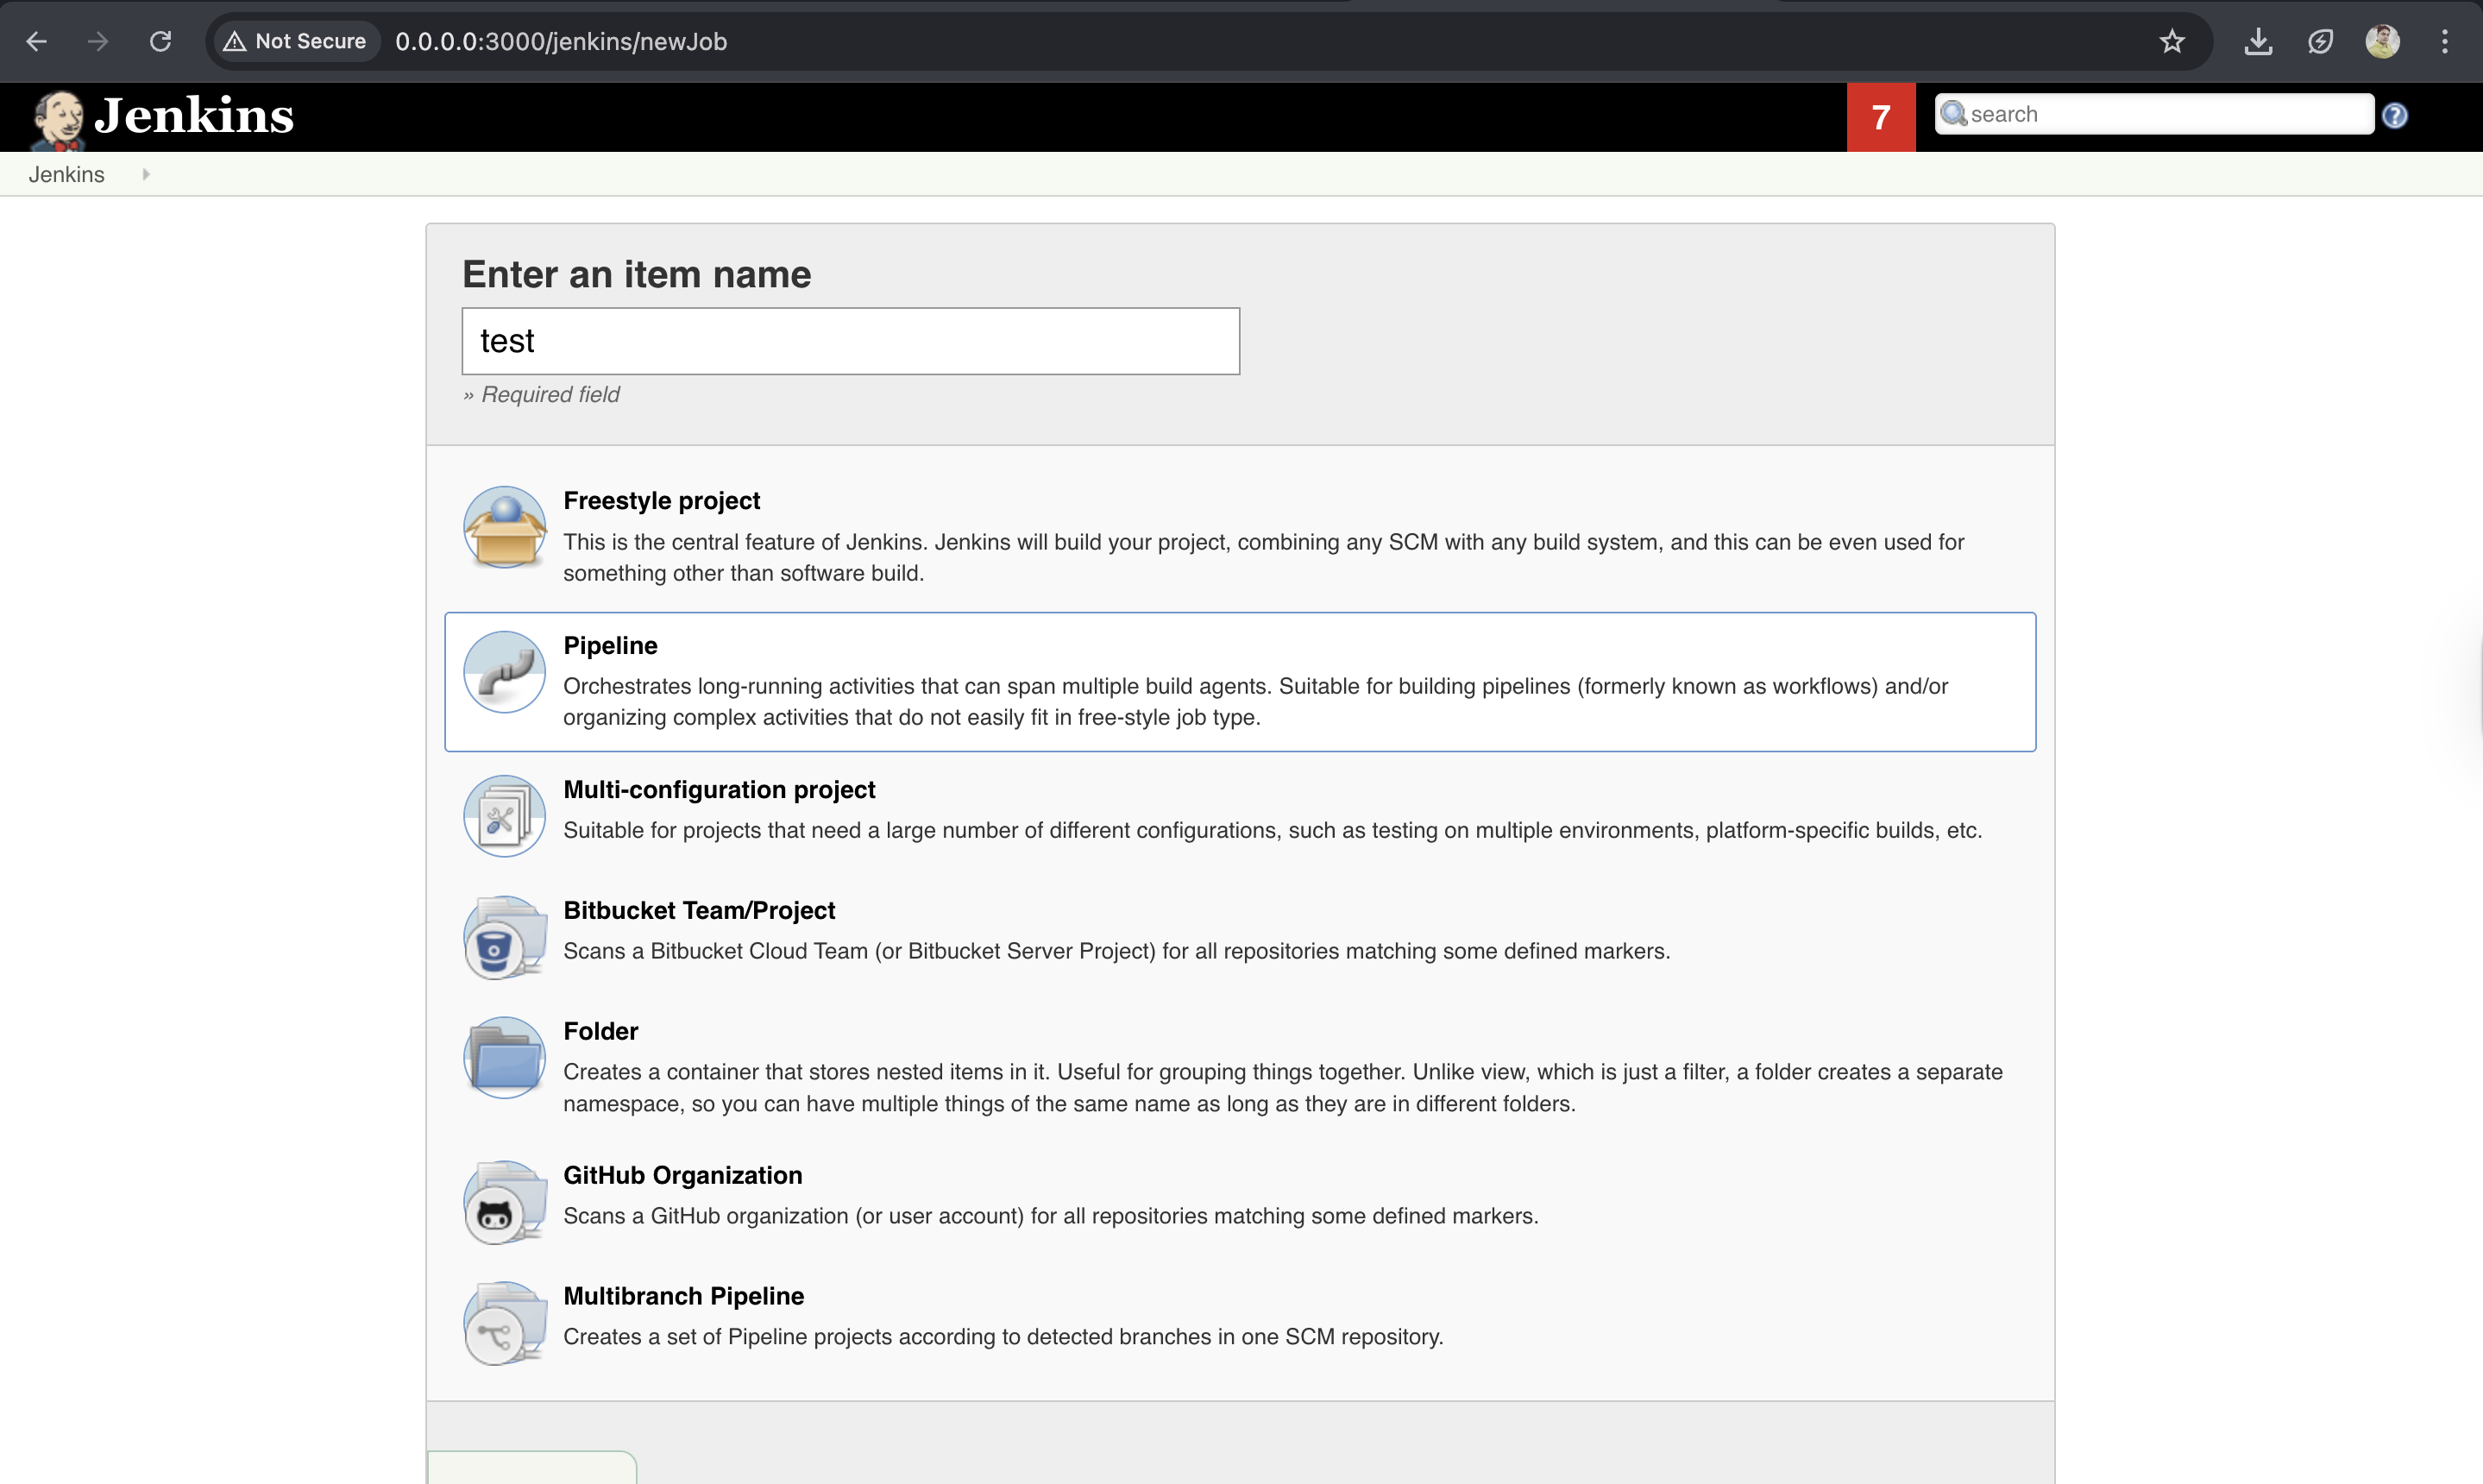 Not Secure 0.0.0.0:3000/jenkins/newJob
Jenkins
7
search
?
Jenkins
Enter an item name
test
» Required field
Freestyle project
This is the central feature of Jenkins. Jenkins will build your project, combining any SCM with any build system, and this can be even used for
something other than software build.
Pipeline
Orchestrates long-running activities that can span multiple build agents. Suitable for building pipelines (formerly known as workflows) and/or
organizing complex activities that do not easily fit in free-style job type.
Multi-configuration project
Suitable for projects that need a large number of different configurations, such as testing on multiple environments, platform-specific builds, etc.
Bitbucket Team/Project
Scans a Bitbucket Cloud Team (or Bitbucket Server Project) for all repositories matching some defined markers.
Folder
Creates a container that stores nested items in it. Useful for grouping things together. Unlike view, which is just a filter, a folder creates a separate
namespace, so you can have multiple things of the same name as long as they are in different folders.
GitHub Organization
Scans a GitHub organization (or user account) for all repositories matching some defined markers.
Multibranch Pipeline
Creates a set of Pipeline projects according to detected branches in one SCM repository.